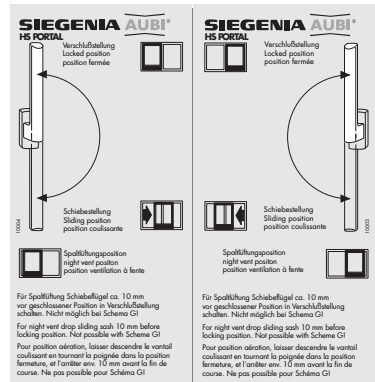 SIEGENIA AUBI®
HS PORTAL
Verschlußstellung
Locked position
position fermée
Schiebestellung
Sliding position
position coulissante
10004
Spaltlüftungsposition
night vent positon
position ventilation à fente
Für Spaltlüftung Schiebeflügel ca. 10 mm
vor geschlossener Position in Verschlußstellung
schalten. Nicht möglich bei Schema GI
For night vent drop sliding sash 10 mm before
locking position. Not possible with Scheme GI
Pour position aération, laisser descendre le vantail
coulissant en tournant la poignée dans la position
fermeture, et l'arrêter env. 10 mm avant la fin de
course. Ne pas possible pour Schéma GI
SIEGENIA AUBI®
HS PORTAL
Verschlußstellung
Locked position
position fermée
Schiebestellung
Sliding position
position coulissante
10003
Spaltlüftungsposition
night vent positon
position ventilation à fente
Für Spaltlüftung Schiebeflügel ca. 10 mm
vor geschlossener Position in Verschlußstellung
schalten. Nicht möglich bei Schema GI
For night vent drop sliding sash 10 mm before
locking position. Not possible with Scheme GI
Pour position aération, laisser descendre le vantail
coulissant en tournant la poignée dans la position
fermeture, et l'arrêter env. 10 mm avant la fin de
course. Ne pas possible pour Schéma GI